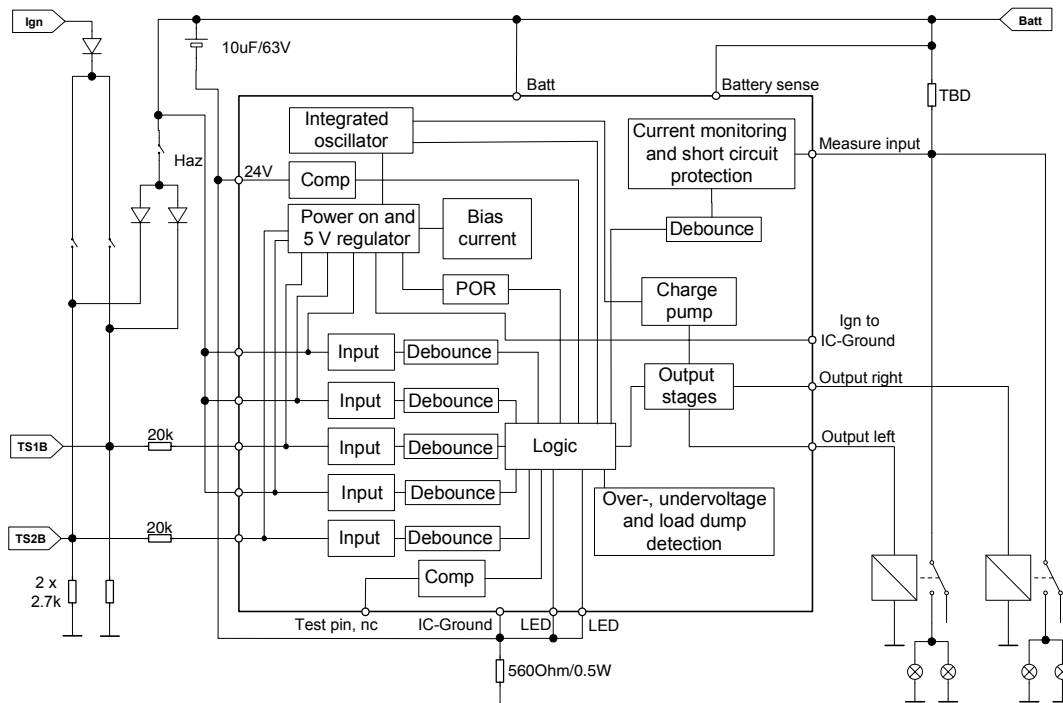 Ign
Batt
10uF/63V
Batt
Battery sense
TBD
Integrated
oscillator
Current monitoring
and short circuit
protection
Measure input
Haz
24V
Comp
Power on and
5 V regulator
Bias
current
Debounce
POR
Charge
pump
Ign to
IC-Ground
Input
Debounce
Output
stages
Output right
Input
Debounce
TS1B
20k
Input
Debounce
Logic
Output left
Input
Debounce
Over-, undervoltage
and load dump
detection
TS2B
20k
Input
Debounce
2 x
2.7k
Comp
Test pin, nc
IC-Ground
LED
LED
560Ohm/0.5W